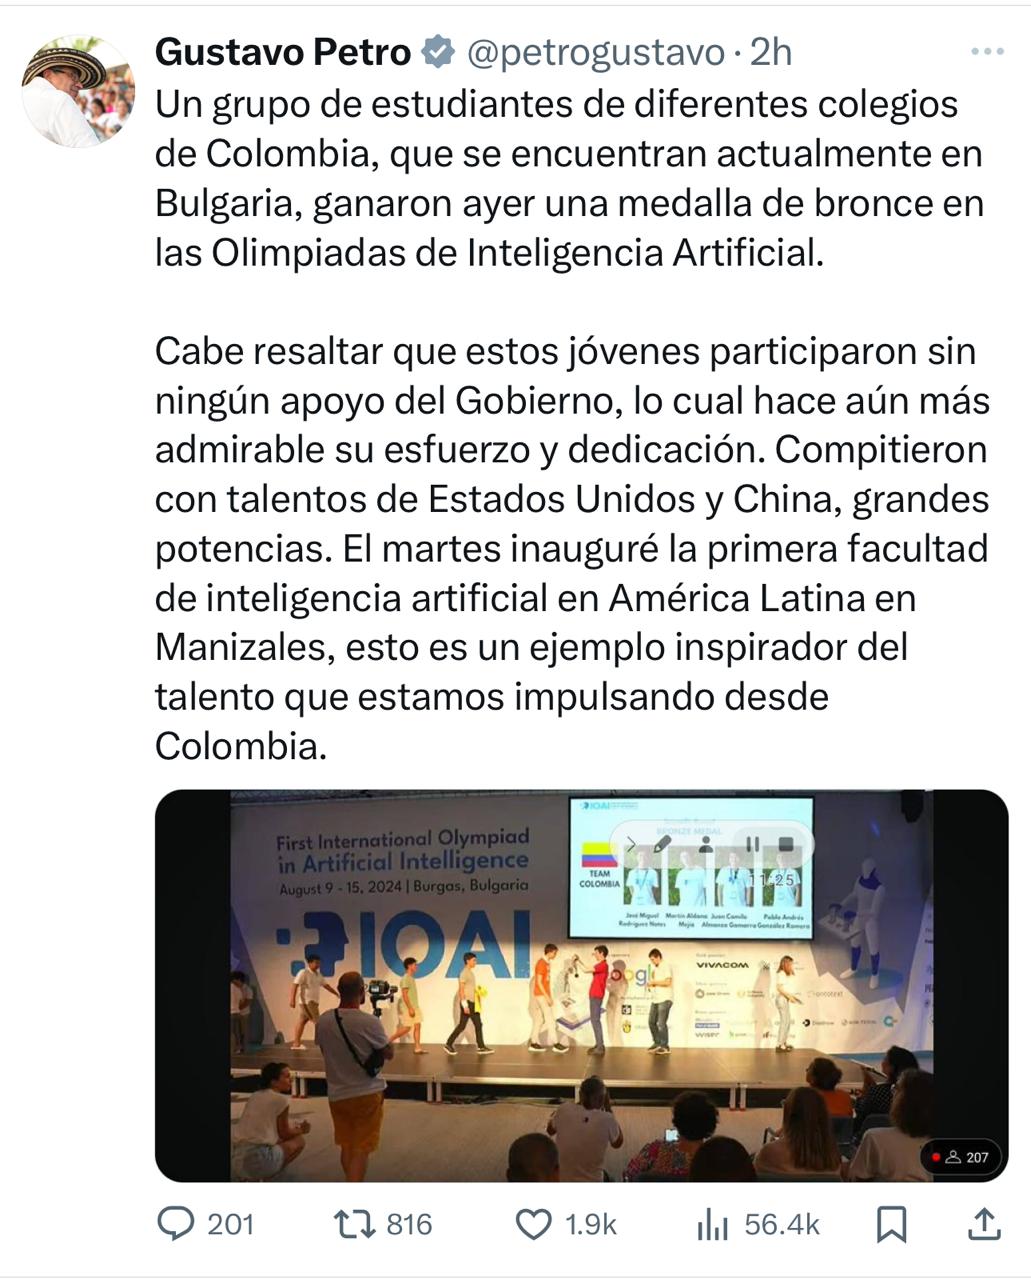 Gustavo Petro @petrogustavo · 2h
Un grupo de estudiantes de diferentes colegios
de Colombia, que se encuentran actualmente en
Bulgaria, ganaron ayer una medalla de bronce en
las Olimpiadas de Inteligencia Artificial.
Cabe resaltar que estos jóvenes participaron sin
ningún apoyo del Gobierno, lo cual hace aún más
admirable su esfuerzo y dedicación. Compitieron
con talentos de Estados Unidos y China, grandes
potencias. El martes inauguré la primera facultad
de inteligencia artificial en América Latina en
Manizales, esto es un ejemplo inspirador del
talento que estamos impulsando desde
Colombia.
First International Olympiad
in Artificial Intelligence
August 9 - 15, 2024 | Burgas, Bulgaria
IOAI
IOAI
BRONZE MEDAL
11:25
TEAM
COLOMBIA
José Miguel Martín Aldana Juan Camilo Pablo Andrés
Rodríguez Mejía Almanza Gamarra González Romero
VIVACOM
207
201 816 1.9k 56.4k